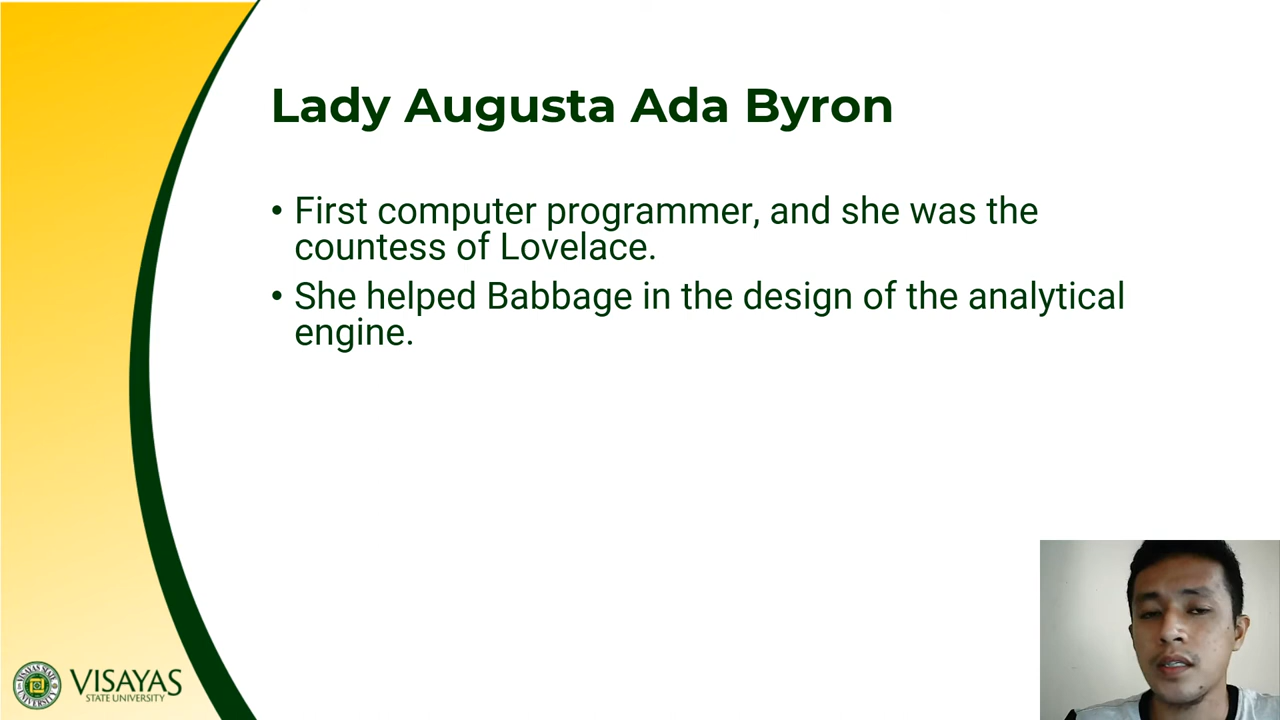 Lady Augusta Ada Byron
• First computer programmer, and she was the
countess of Lovelace.
• She helped Babbage in the design of the analytical
engine.
VISAYAS
STATE UNIVERSITY